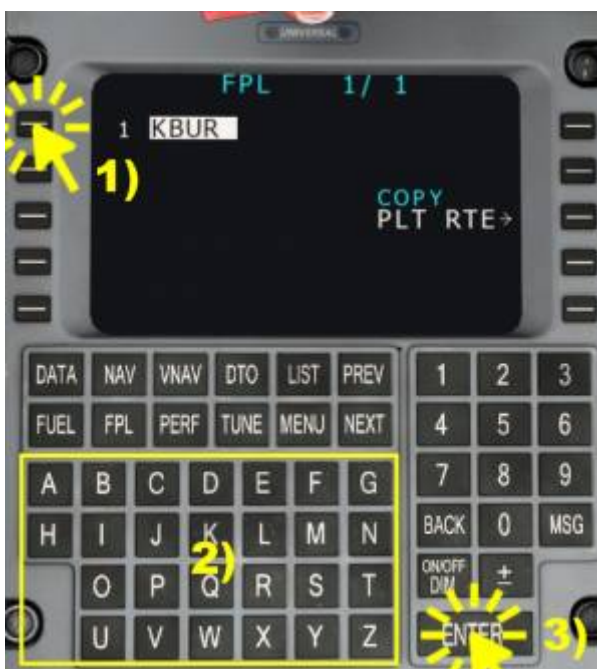 UNIVERSAL
FPL 1/ 1
1 KBUR
1)
COPY
PLT RTE→
DATA NAV VNAV DTO LIST PREV 1 2 3
FUEL FPL PERF TUNE MENU NEXT 4 5 6
A B C D E F G 7 8 9
H I J K L M N BACK 0 MSG
2)
O P Q R S T ON/OFF DIM ±
U V W X Y Z ENTER 3)